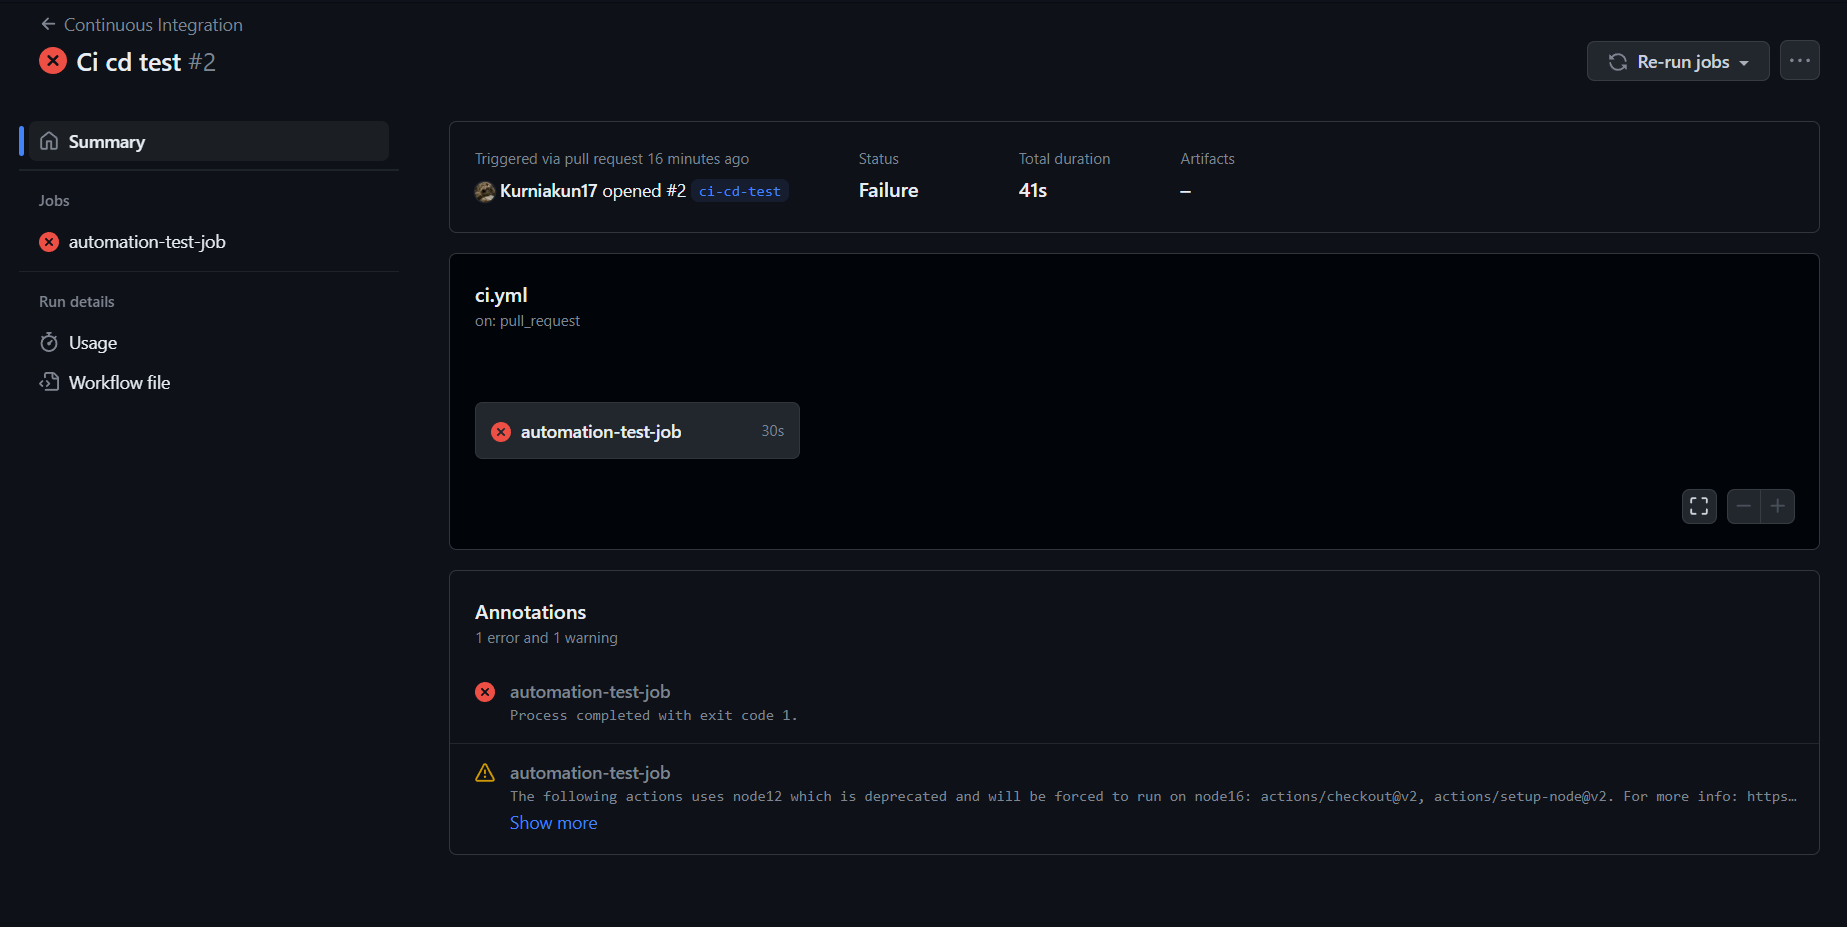 Continuous Integration
Ci cd test #2
Re-run jobs
Summary
Jobs
automation-test-job
Run details
Usage
Workflow file
Triggered via pull request 16 minutes ago
Kurniakun17 opened #2 ci-cd-test
Status
Failure
Total duration
41s
Artifacts
–
ci.yml
on: pull_request
automation-test-job 30s
Annotations
1 error and 1 warning
automation-test-job
Process completed with exit code 1.
automation-test-job
The following actions uses node12 which is deprecated and will be forced to run on node16: actions/checkout@v2, actions/setup-node@v2. For more info: https…
Show more